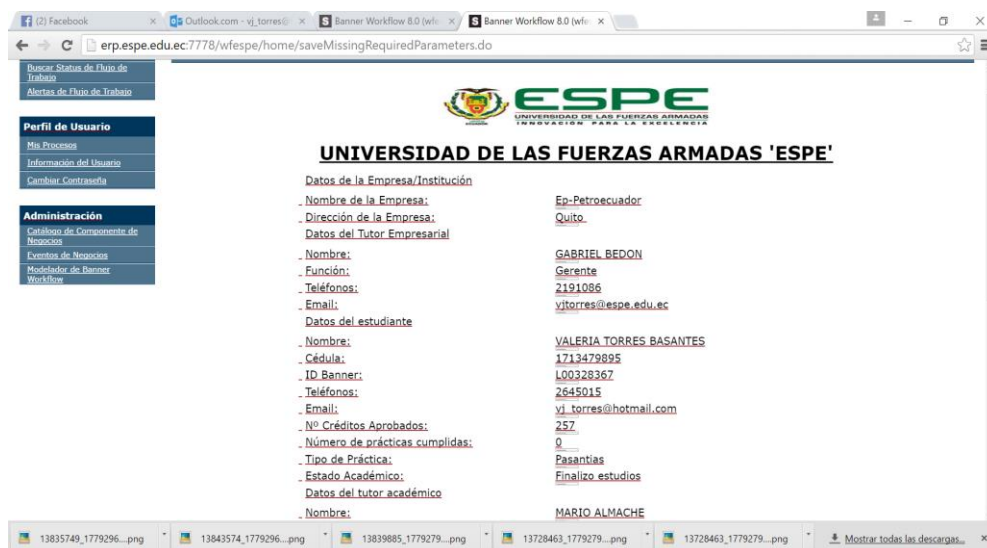 (2) Facebook
Outlook.com - vj_torres@
Banner Workflow 8.0 (wfe
Banner Workflow 8.0 (wfe
erp.espe.edu.ec:7778/wfespe/home/saveMissingRequiredParameters.do
Buscar Status de Flujo de
Trabajo
Alertas de Flujo de Trabajo
Perfil de Usuario
Mis Procesos
Información del Usuario
Cambiar Contraseña
Administración
Catálogo de Componente de
Negocios
Eventos de Negocios
Modelador de Banner
Workflow
ESPE
UNIVERSIDAD DE LAS FUERZAS ARMADAS
INNOVACIÓN PARA LA EXCELENCIA
UNIVERSIDAD DE LAS FUERZAS ARMADAS 'ESPE'
Datos de la Empresa/Institución
Nombre de la Empresa: Ep-Petroecuador
Dirección de la Empresa: Quito
Datos del Tutor Empresarial
Nombre: GABRIEL BEDON
Función: Gerente
Teléfonos: 2191086
Email: vjtorres@espe.edu.ec
Datos del estudiante
Nombre: VALERIA TORRES BASANTES
Cédula: 1713479895
ID Banner: L00328367
Teléfonos: 2645015
Email: vj_torres@hotmail.com
Nº Créditos Aprobados: 257
Número de prácticas cumplidas: 0
Tipo de Práctica: Pasantias
Estado Académico: Finalizo estudios
Datos del tutor académico
Nombre: MARIO ALMACHE
13835749_1779296....png
13843574_1779296....png
13839885_1779279....png
13728463_1779279....png
13728463_1779279....png
Mostrar todas las descargas...